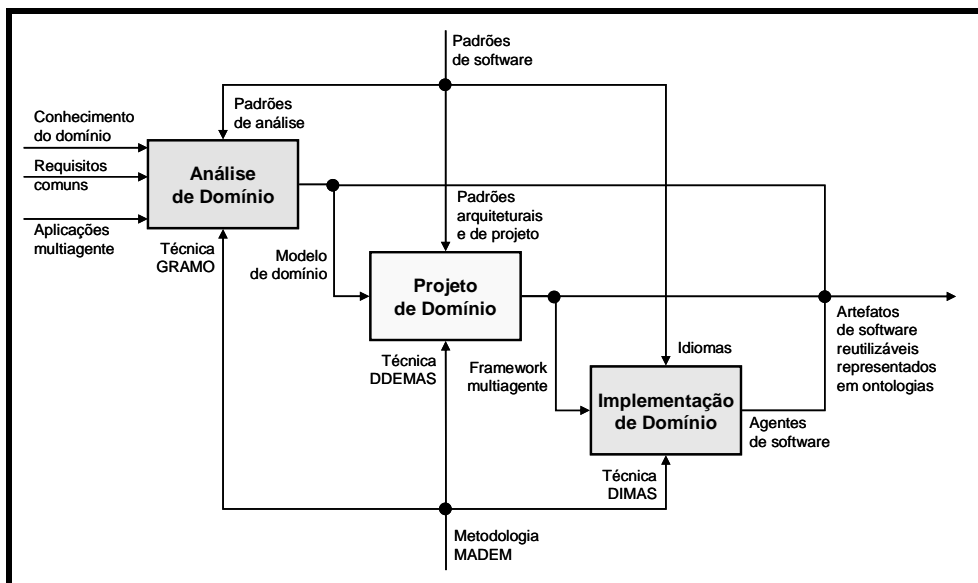 Padrões
de software
Padrões
de análise
Conhecimento
do domínio
Requisitos
comuns
Aplicações
multiagente
Análise
de Domínio
Técnica
GRAMO
Modelo
de domínio
Padrões
arquiteturais
e de projeto
Projeto
de Domínio
Técnica
DDEMAS
Framework
multiagente
Idiomas
Implementação
de Domínio
Artefatos
de software
reutilizáveis
representados
em ontologias
Agentes
de software
Técnica
DIMAS
Metodologia
MADEM